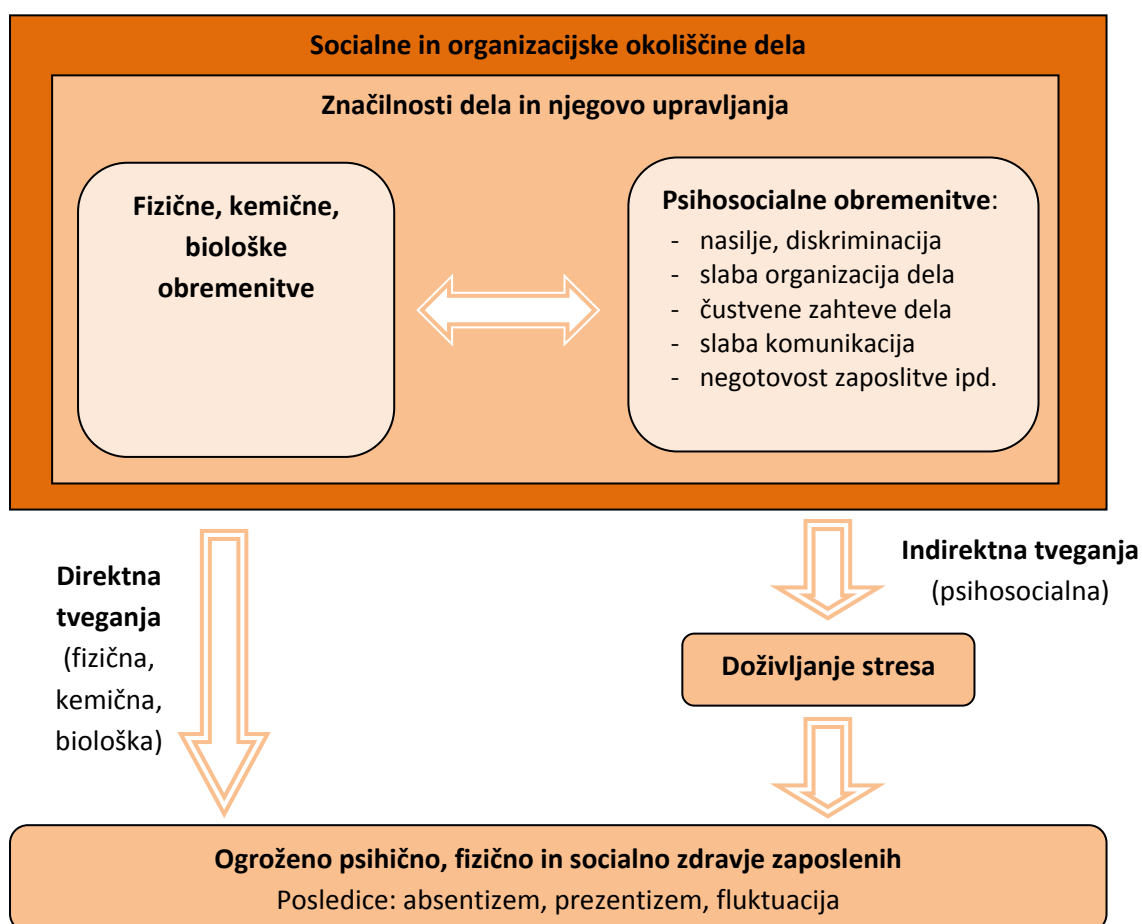 Socialne in organizacijske okoliščine dela
Značilnosti dela in njegovo upravljanja
Fizične, kemične,
biološke
obremenitve
Psihosocialne obremenitve:
- nasilje, diskriminacija
- slaba organizacija dela
- čustvene zahteve dela
- slaba komunikacija
- negotovost zaposlitve ipd.
Direktna
tveganja
(fizična,
kemična,
biološka)
Indirektna tveganja
(psihosocialna)
Doživljanje stresa
Ogroženo psihično, fizično in socialno zdravje zaposlenih
Posledice: absentizem, prezentizem, fluktuacija